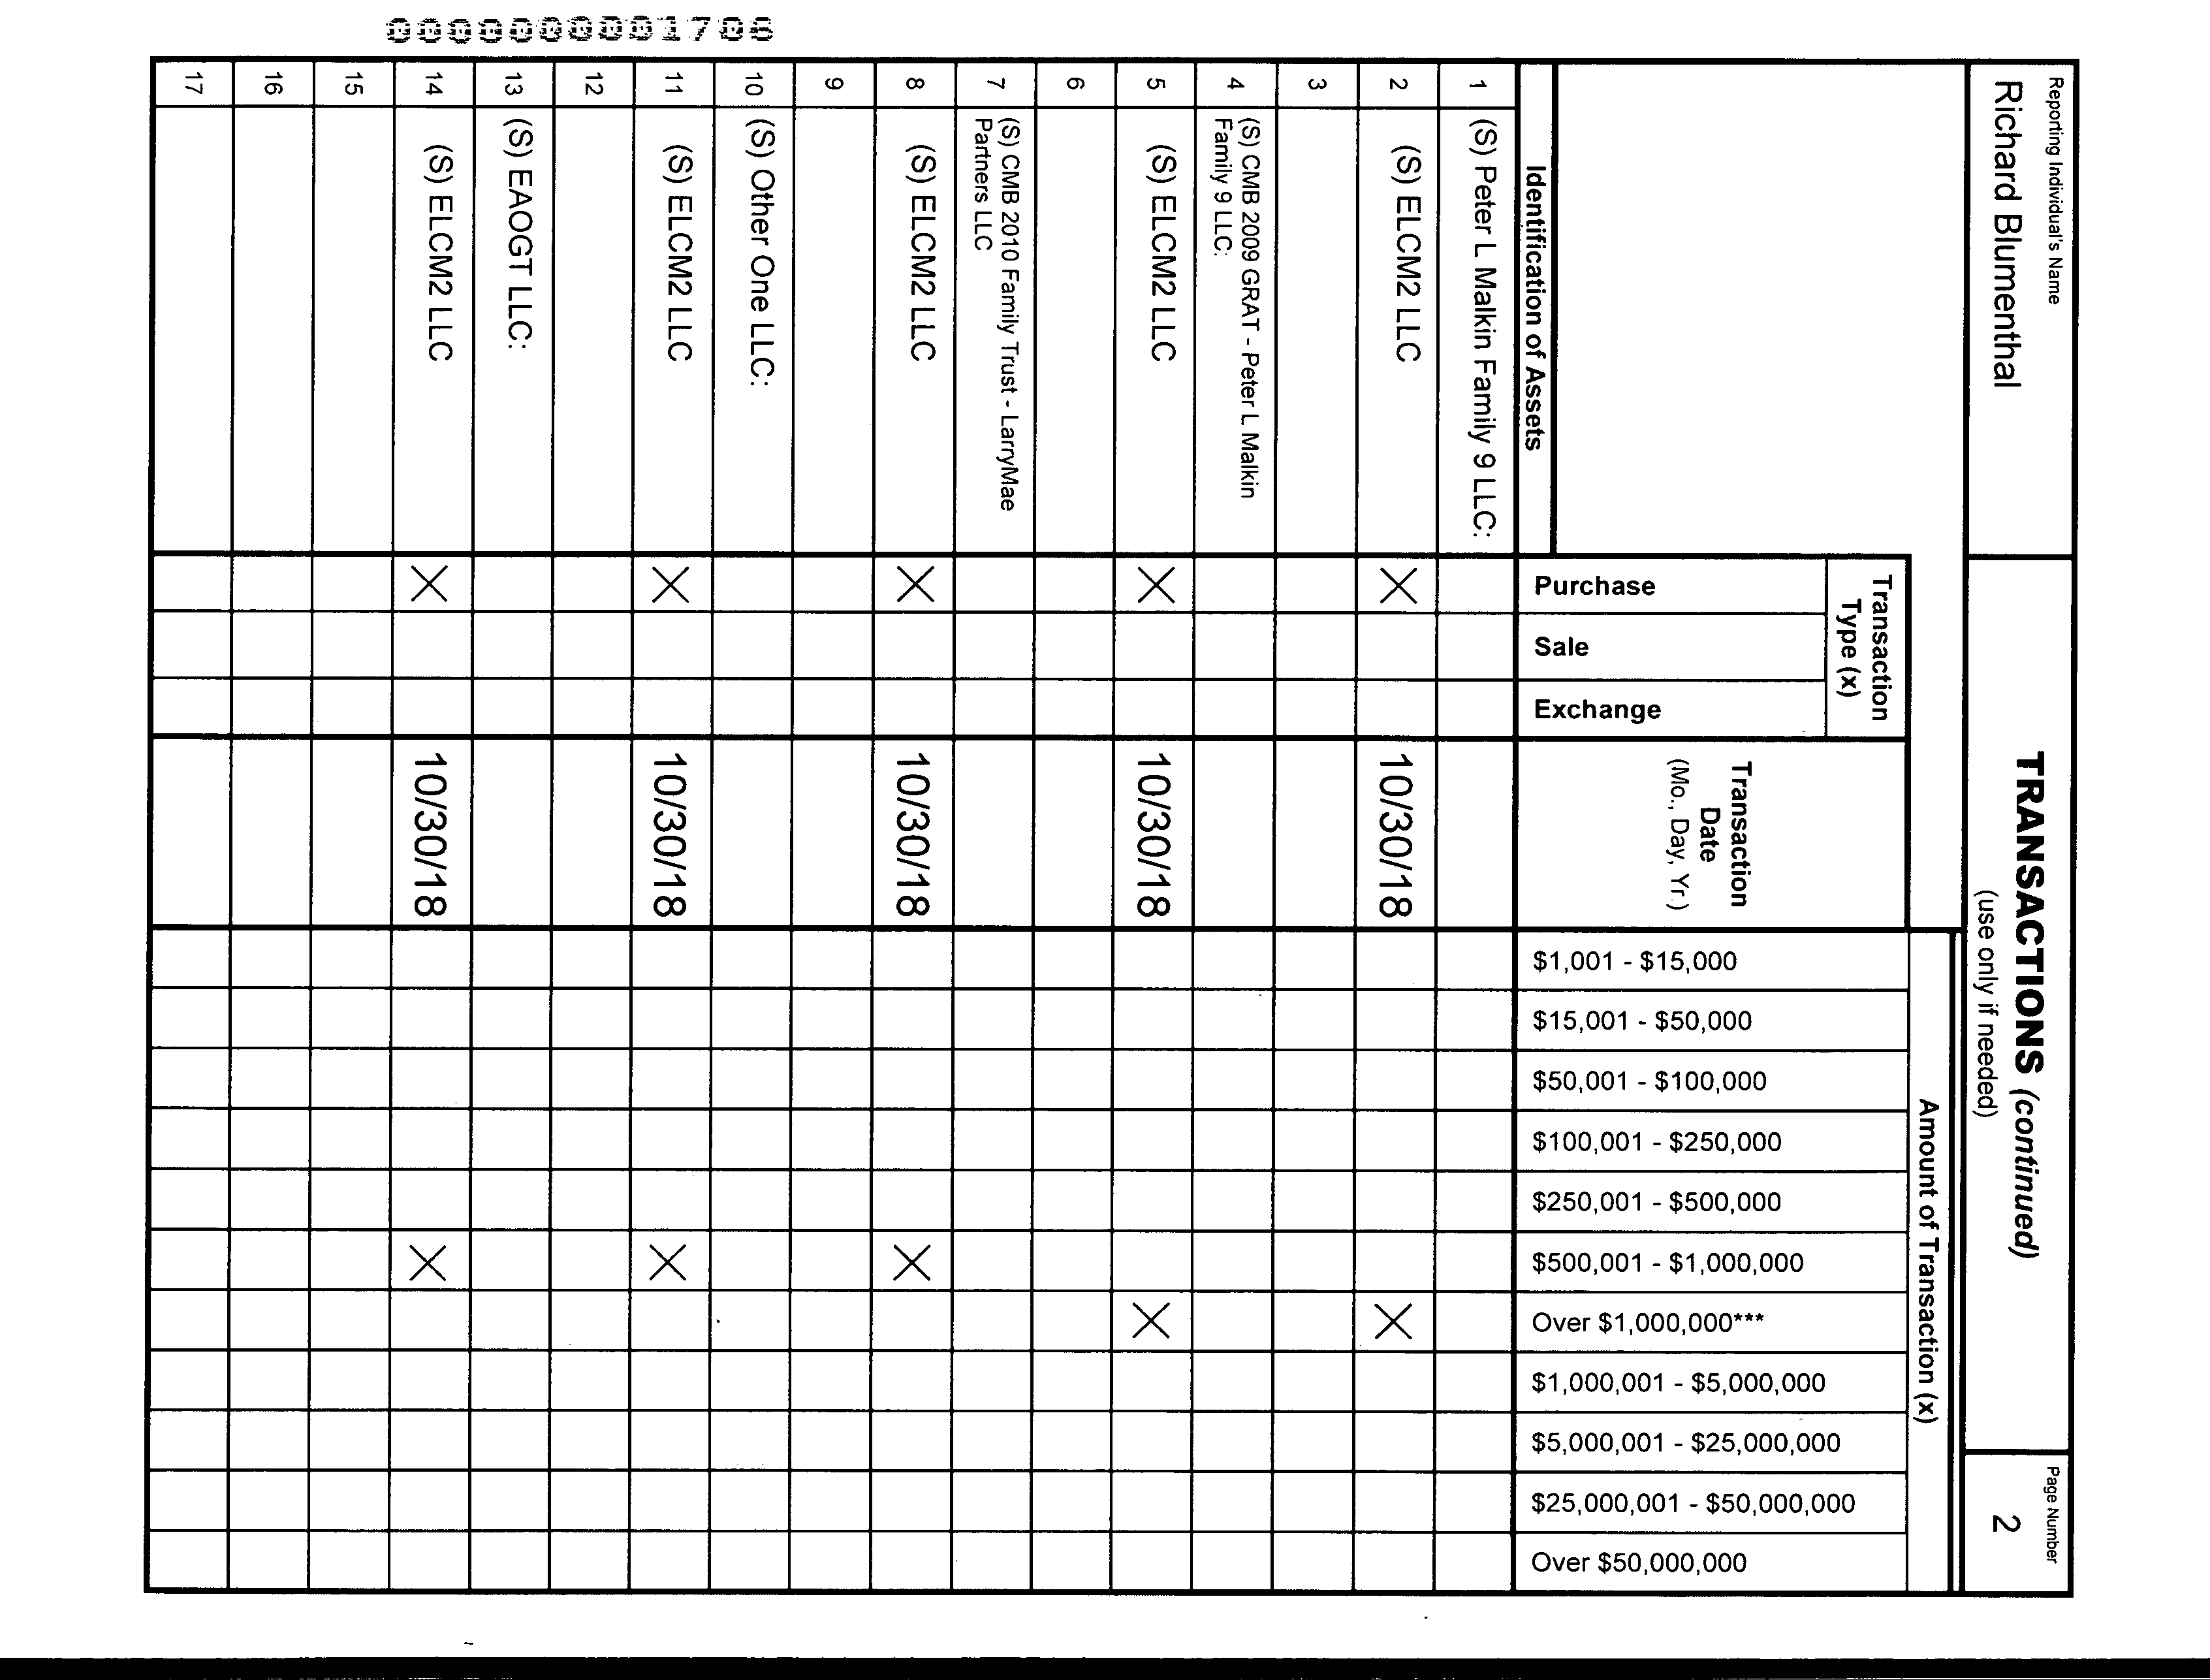 Reporting Individual's Name
Richard Blumenthal
TRANSACTIONS (continued)
(use only if needed)
Page Number
2
Transaction
Type (x)
Amount of Transaction (x)
Identification of Assets
Purchase
Sale
Exchange
Transaction
Date
(Mo., Day, Yr.)
$1,001 - $15,000
$15,001 - $50,000
$50,001 - $100,000
$100,001 - $250,000
$250,001 - $500,000
$500,001 - $1,000,000
Over $1,000,000***
$1,000,001 - $5,000,000
$5,000,001 - $25,000,000
$25,000,001 - $50,000,000
Over $50,000,000
1 (S) Peter L Malkin Family 9 LLC:
2 (S) ELCM2 LLC X 10/30/18 X
3
4 (S) CMB 2009 GRAT - Peter L Malkin
Family 9 LLC:
5 (S) ELCM2 LLC X 10/30/18 X
6
7 (S) CMB 2010 Family Trust - LarryMae
Partners LLC
8 (S) ELCM2 LLC X 10/30/18 X
9
10 (S) Other One LLC:
11 (S) ELCM2 LLC X 10/30/18 X
12
13 (S) EAOGT LLC:
14 (S) ELCM2 LLC X 10/30/18 X
15
16
17